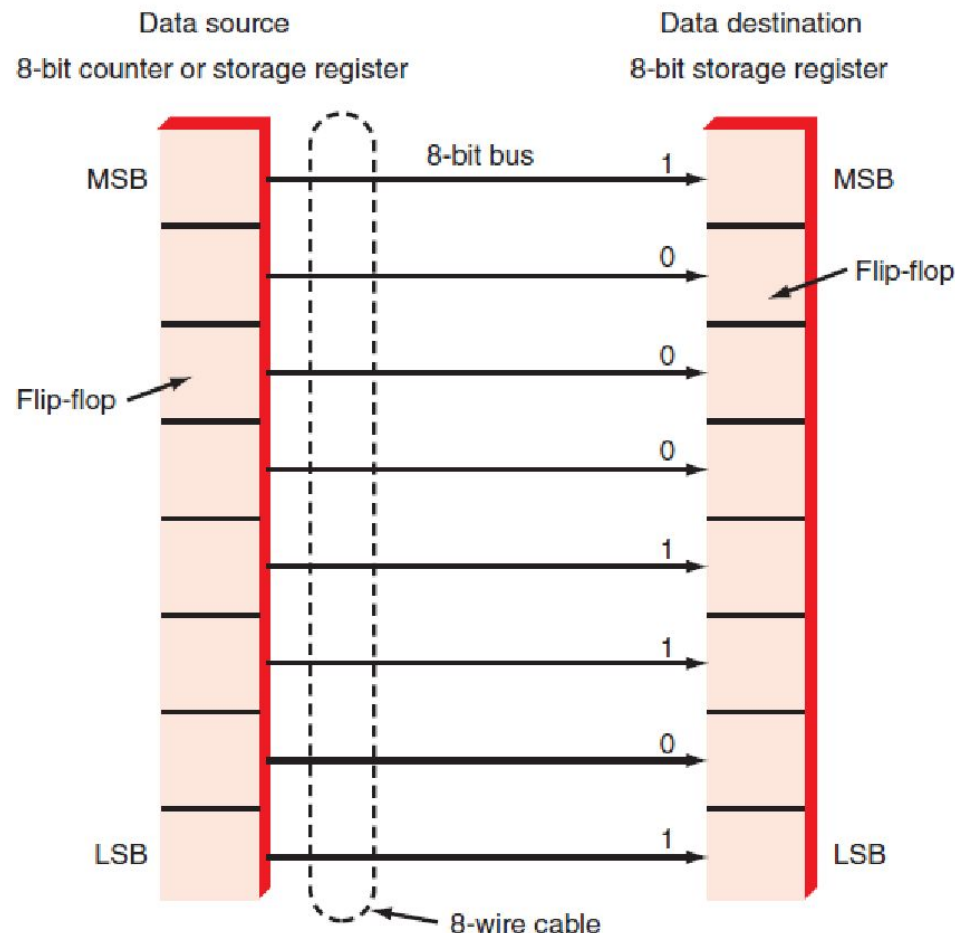 Data source
8-bit counter or storage register
Data destination
8-bit storage register
8-bit bus
MSB
1
MSB
0
Flip-flop
0
Flip-flop
0
1
1
0
LSB
1
LSB
8-wire cable